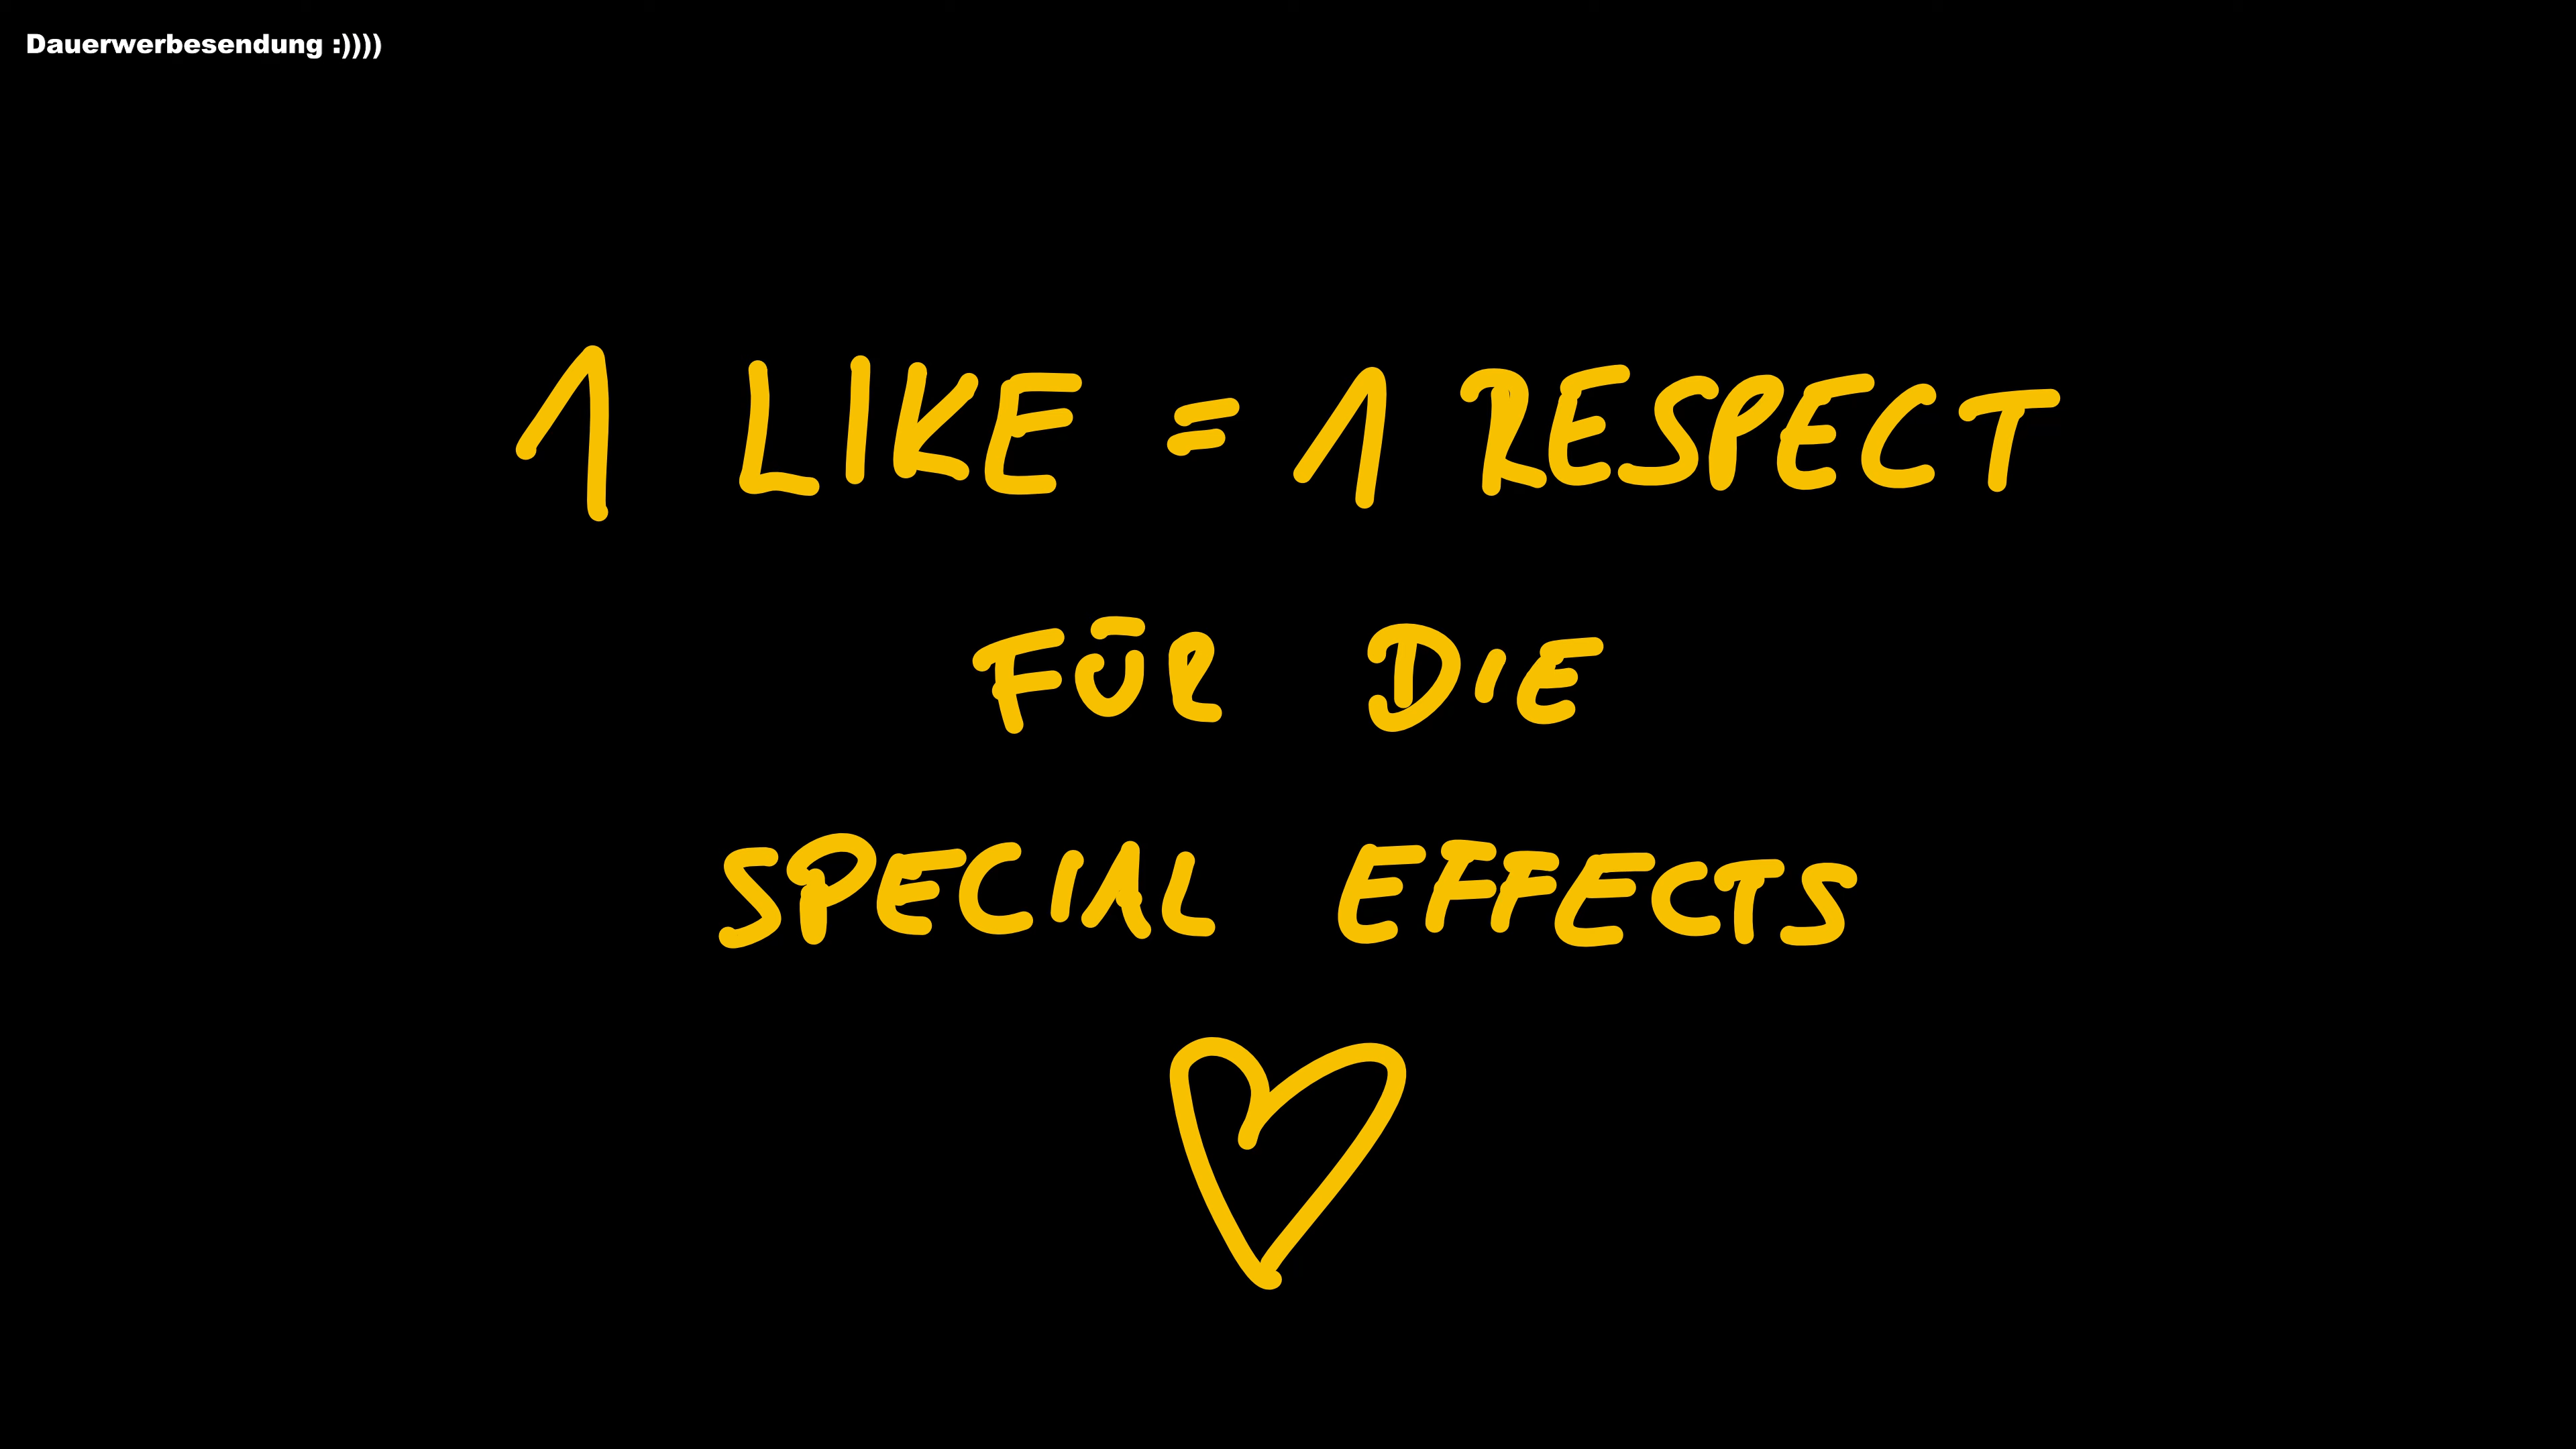 Dauerwerbesendung :))))
1 LIKE = 1 RESPECT
FÜR DIE
SPECIAL EFFECTS